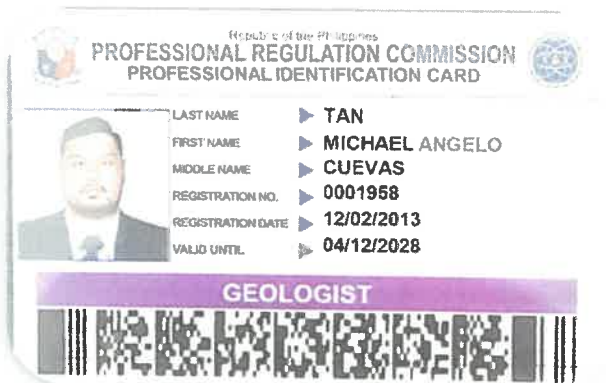 Republic of the Philippines
PROFESSIONAL REGULATION COMMISSION
PROFESSIONAL IDENTIFICATION CARD
LAST NAME TAN
FIRST NAME MICHAEL ANGELO
MIDDLE NAME CUEVAS
REGISTRATION NO. 0001958
REGISTRATION DATE 12/02/2013
VALID UNTIL 04/12/2028
GEOLOGIST